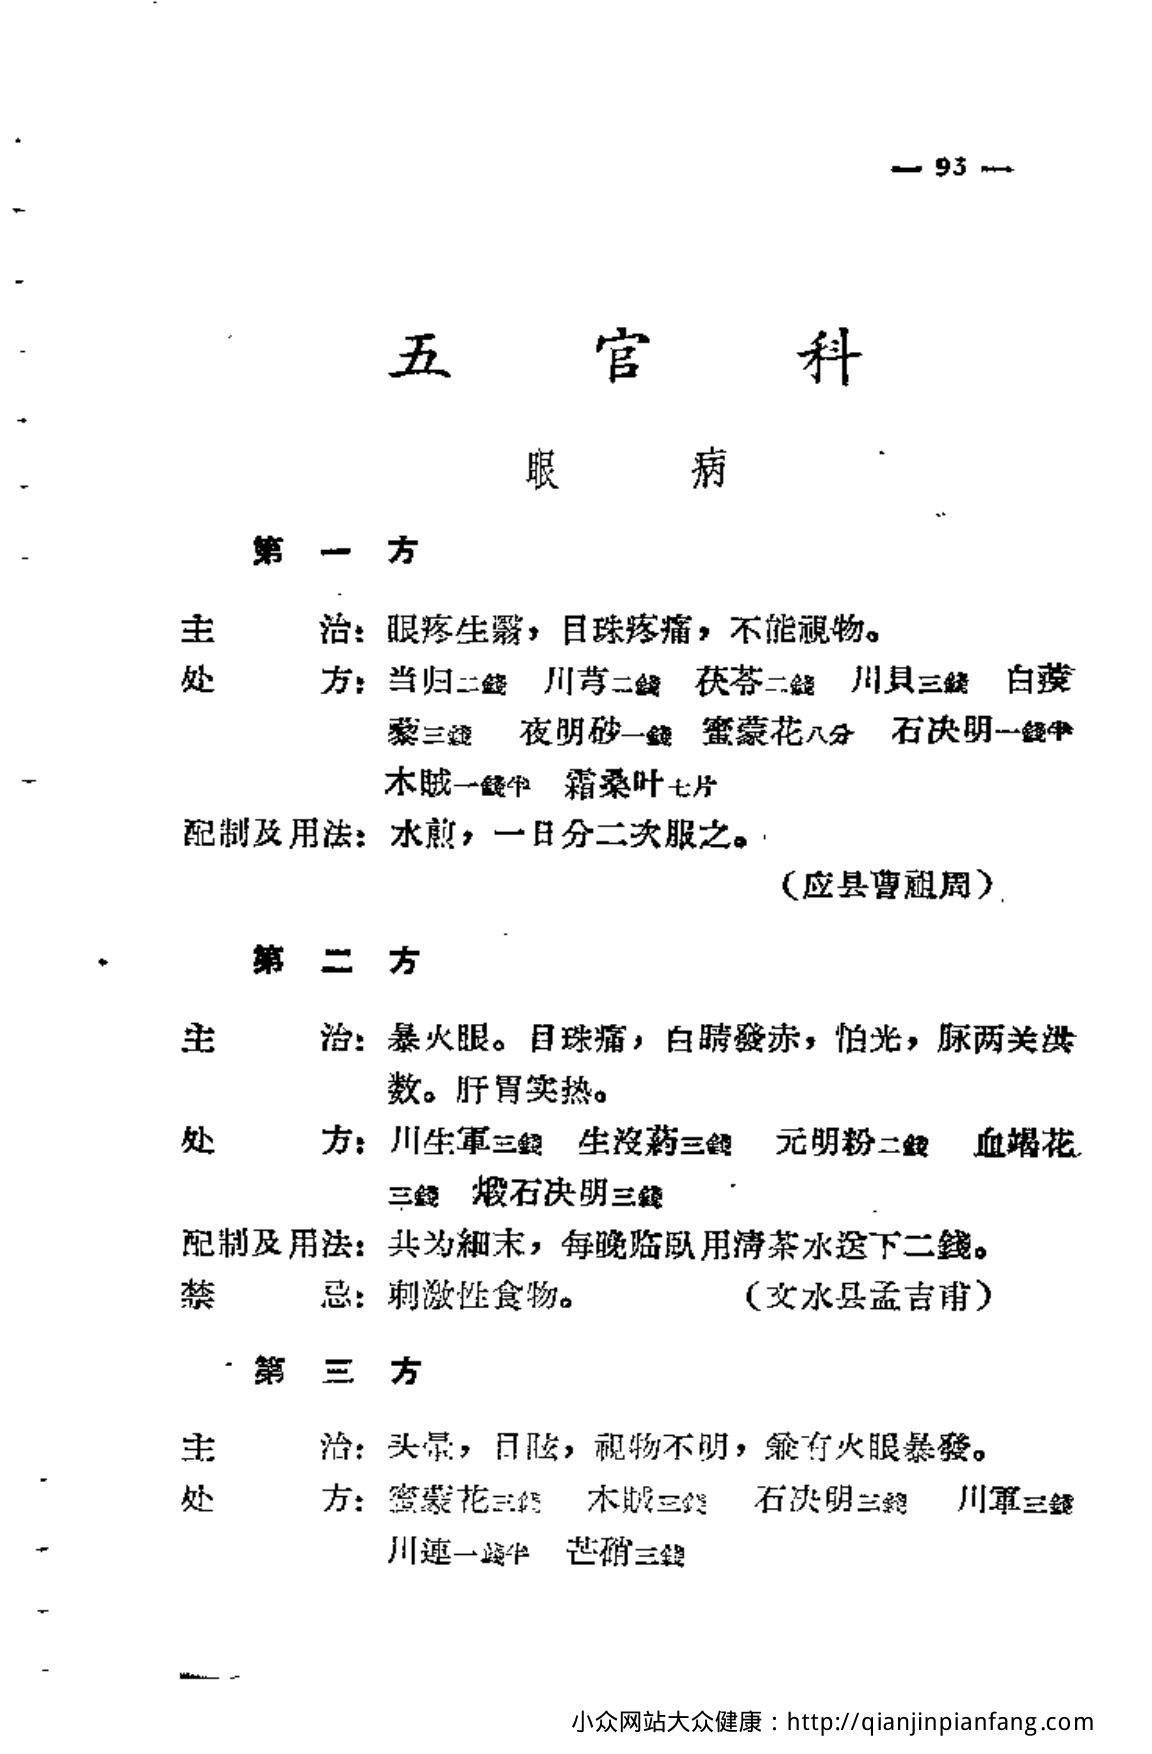 — 93 —
五 官 科
眼 病
第 一 方
主 治：眼疼生翳，目珠疼痛，不能視物。
处 方：当归二錢 川芎二錢 茯苓二錢 川貝三錢 白蒺
藜三錢 夜明砂一錢 蜜蒙花八分 石决明一錢半
木贼一錢半 霜桑叶七片
配制及用法：水煎，一日分二次服之。
（应县曹祖周）
第 二 方
主 治：暴火眼。目珠痛，白睛發赤，怕光，脉两关洪
数。肝胃实热。
处 方：川生軍三錢 生沒葯三錢 元明粉二錢 血竭花
三錢 煅石决明三錢
配制及用法：共为細末，每晚临臥用清茶水送下二錢。
禁 忌：刺激性食物。 （文水县孟吉甫）
第 三 方
主 治：头暈，目眩，視物不明，兼有火眼暴發。
处 方：蜜蒙花三錢 木贼三錢 石决明三錢 川軍三錢
川連一錢半 芒硝三錢
小众网站大众健康：http://qianjinpianfang.com